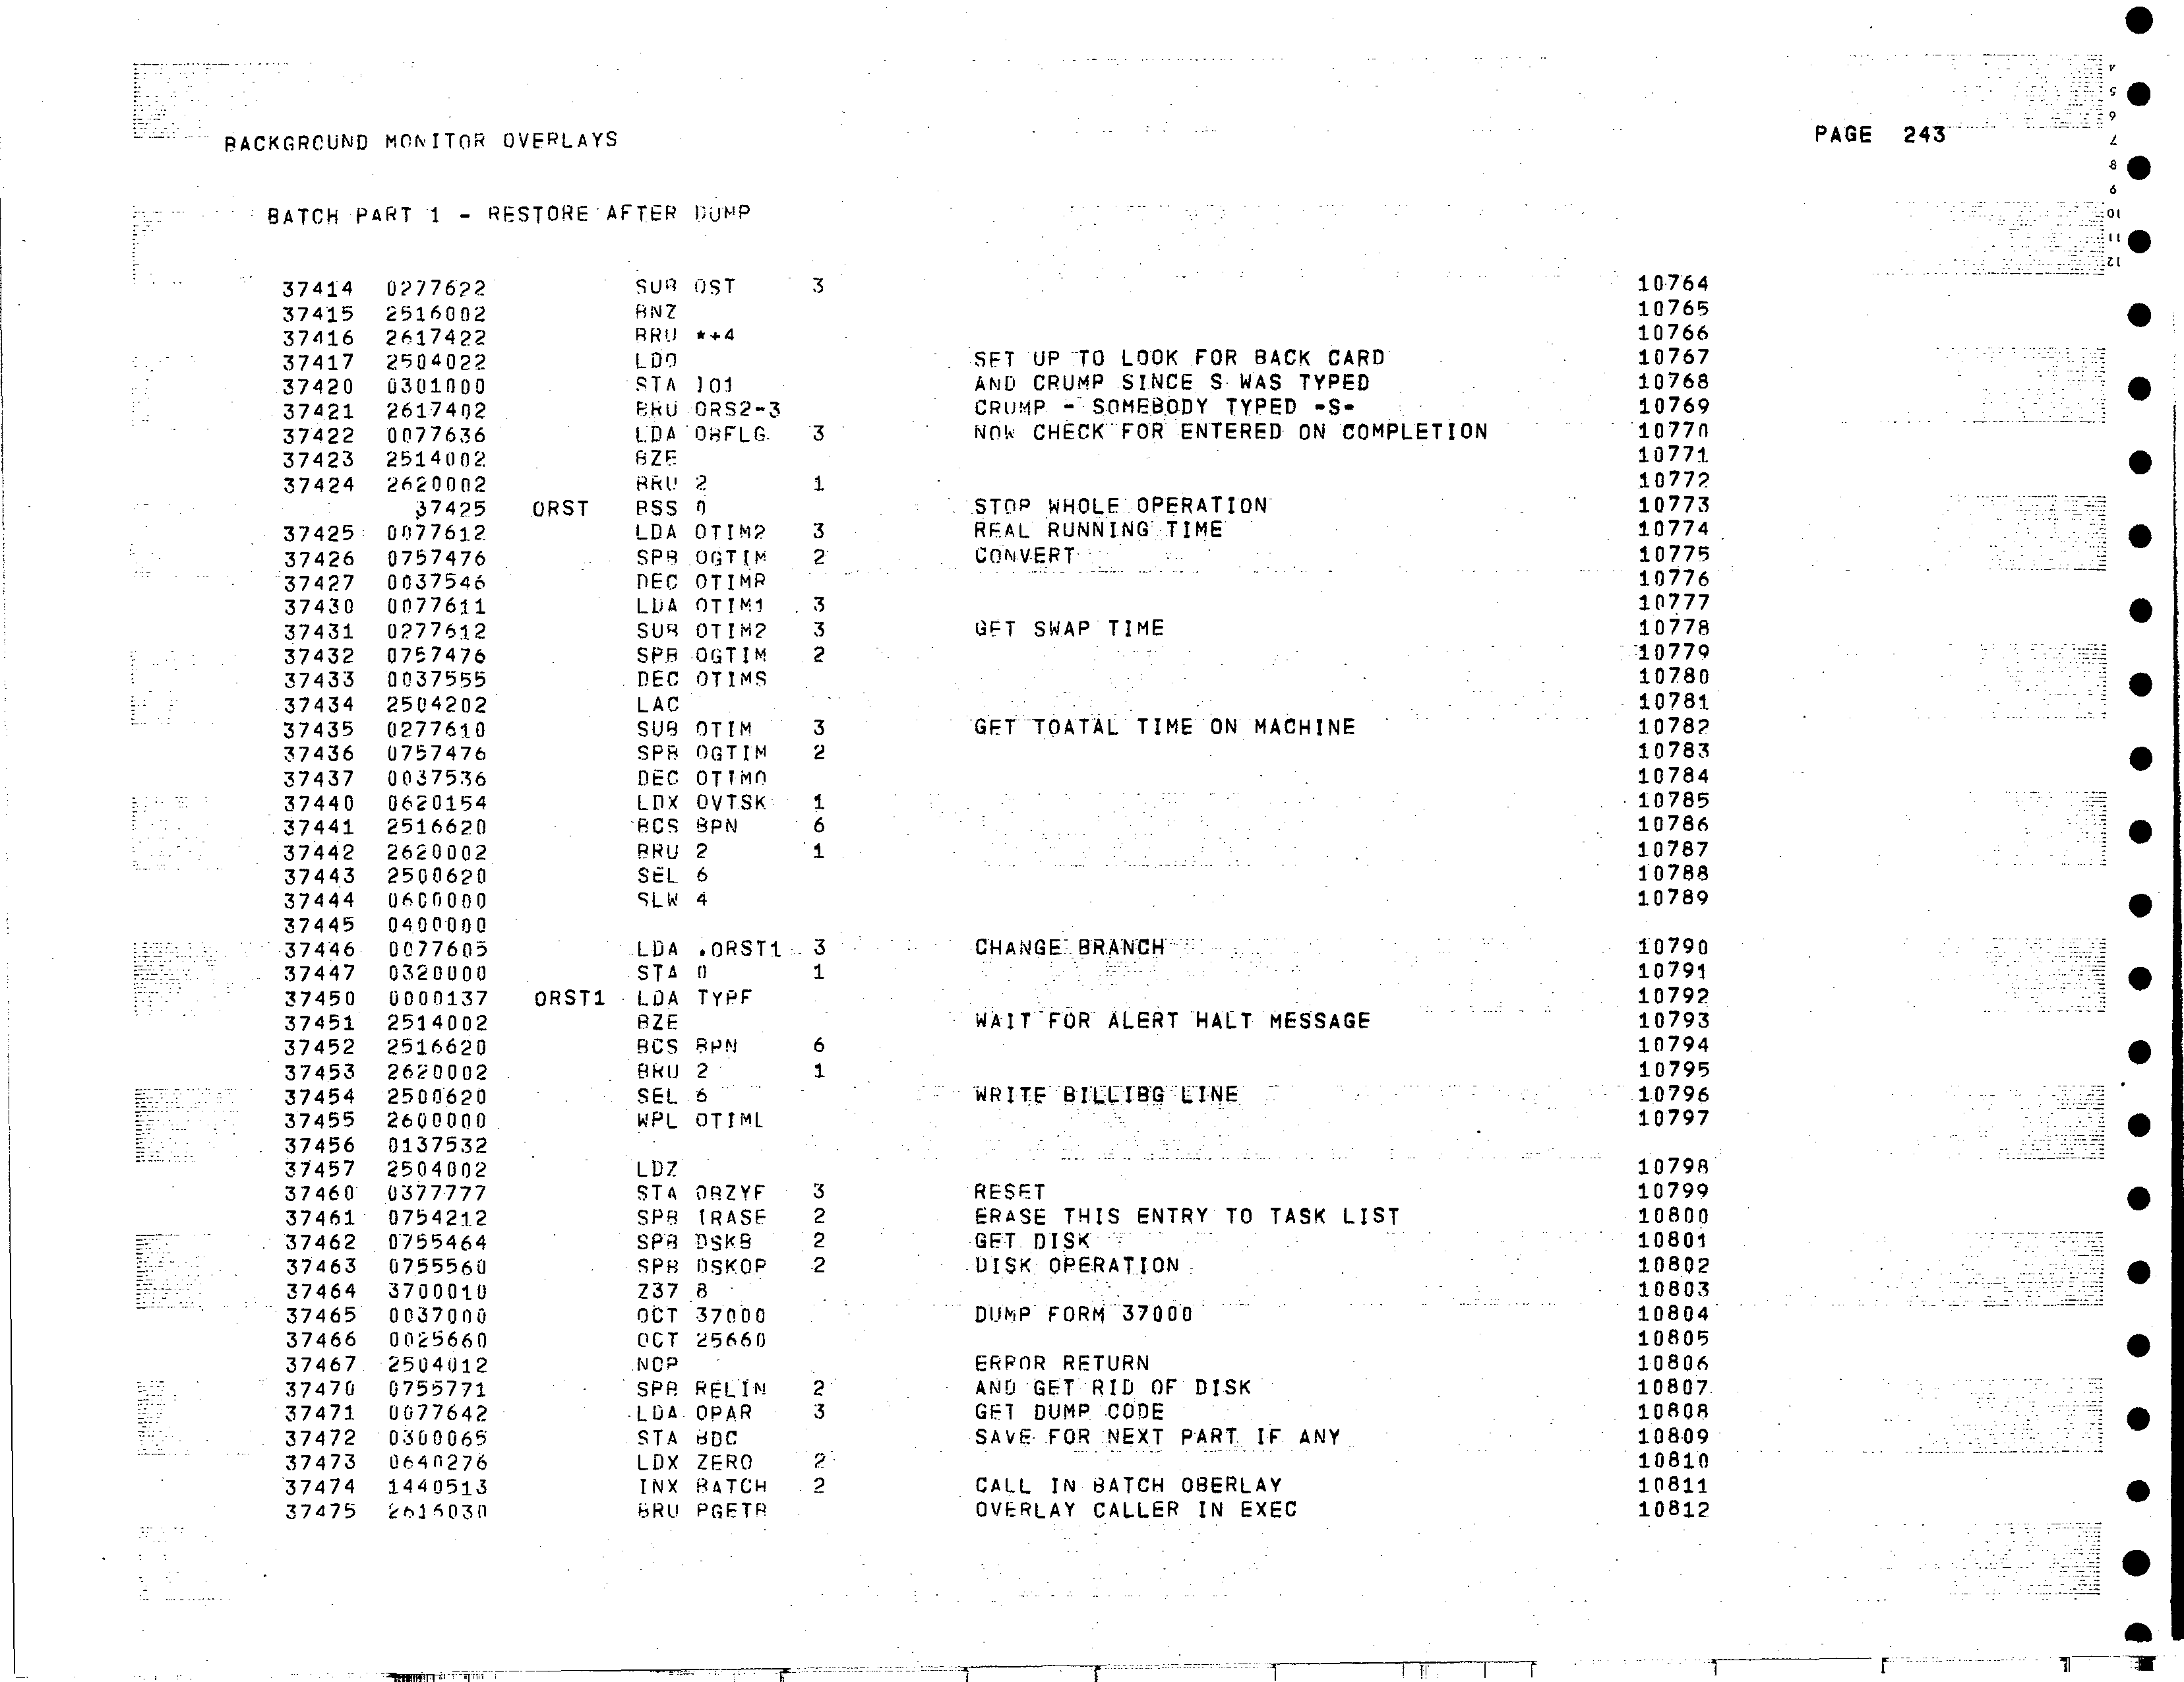 BACKGROUND MONITOR OVERLAYS PAGE 243
BATCH PART 1 - RESTORE AFTER DUMP
37414 0277622 SUB OST 3 10764
37415 2516002 BNZ 10765
37416 2617422 BRU *+4 10766
37417 2504022 LDO SET UP TO LOOK FOR BACK CARD 10767
37420 0301000 STA 101 AND CRUMP SINCE S WAS TYPED 10768
37421 2617402 BRU ORS2-3 CRUMP - SOMEBODY TYPED -S- 10769
37422 0077636 LDA OBFLG 3 NOW CHECK FOR ENTERED ON COMPLETION 10770
37423 2514002 BZE 10771
37424 2620002 BRU 2 1 10772
37425 ORST BSS 0 STOP WHOLE OPERATION 10773
37425 0077612 LDA OTIM2 3 REAL RUNNING TIME 10774
37426 0757476 SPB OGTIM 2 CONVERT 10775
37427 0037546 DEC OTIMR 10776
37430 0077611 LDA OTIM1 3 10777
37431 0277612 SUB OTIM2 3 GET SWAP TIME 10778
37432 0757476 SPB OGTIM 2 10779
37433 0037555 DEC OTIMS 10780
37434 2504202 LAC 10781
37435 0277610 SUB OTIM 3 GET TOATAL TIME ON MACHINE 10782
37436 0757476 SPB OGTIM 2 10783
37437 0037536 DEC OTIMO 10784
37440 0620154 LDX OVTSK 1 10785
37441 2516620 BCS BPN 6 10786
37442 2620002 BRU 2 1 10787
37443 2500620 SEL 6 10788
37444 0600000 SLW 4 10789
37445 0400000
37446 0077605 LDA .ORST1 3 CHANGE BRANCH 10790
37447 0320000 STA 0 1 10791
37450 0000137 ORST1 LDA TYPF 10792
37451 2514002 BZE WAIT FOR ALERT HALT MESSAGE 10793
37452 2516620 BCS BPN 6 10794
37453 2620002 BRU 2 1 10795
37454 2500620 SEL 6 WRITE BILLIBG LINE 10796
37455 2600000 WPL OTIML 10797
37456 0137532
37457 2504002 LDZ 10798
37460 0377777 STA OBZYF 3 RESET 10799
37461 0754212 SPB IRASE 2 ERASE THIS ENTRY TO TASK LIST 10800
37462 0755464 SPB DSKB 2 GET DISK 10801
37463 0755560 SPB DSKOP 2 DISK OPERATION 10802
37464 3700010 Z37 8 10803
37465 0037000 OCT 37000 DUMP FORM 37000 10804
37466 0025660 OCT 25660 10805
37467 2504012 NOP ERROR RETURN 10806
37470 0755771 SPB RELIN 2 AND GET RID OF DISK 10807
37471 0077642 LDA OPAR 3 GET DUMP CODE 10808
37472 0300065 STA BDC SAVE FOR NEXT PART IF ANY 10809
37473 0640276 LDX ZERO 2 10810
37474 1440513 INX BATCH 2 CALL IN BATCH OBERLAY 10811
37475 2615030 BRU PGETB OVERLAY CALLER IN EXEC 10812